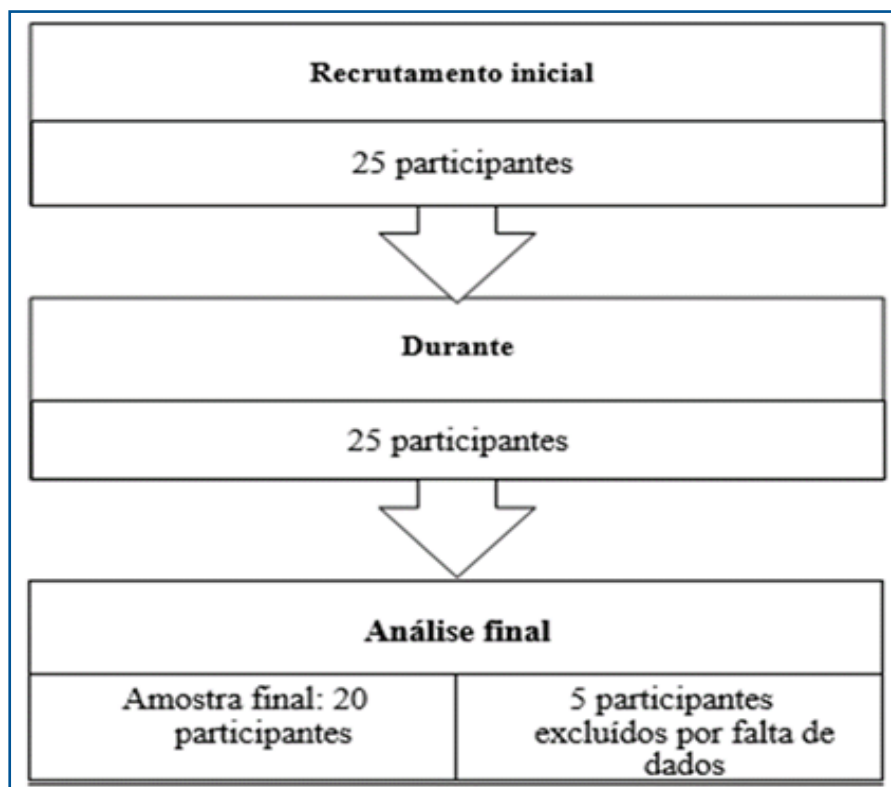 Recrutamento inicial
25 participantes
Durante
25 participantes
Análise final
Amostra final: 20
participantes
5 participantes
excluídos por falta de
dados